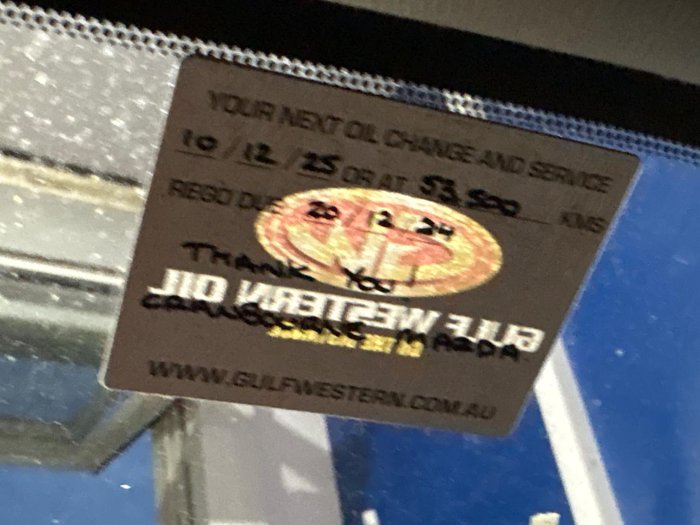 YOUR NEXT OIL CHANGE AND SERVICE
10 / 12 / 25 OR AT 53,500 KMS
REGO DUE 20 / 12 / 24
THANK YOU!
GULF WESTERN OIL
CRANBOURNE MAZDA
WWW.GULFWESTERN.COM.AU